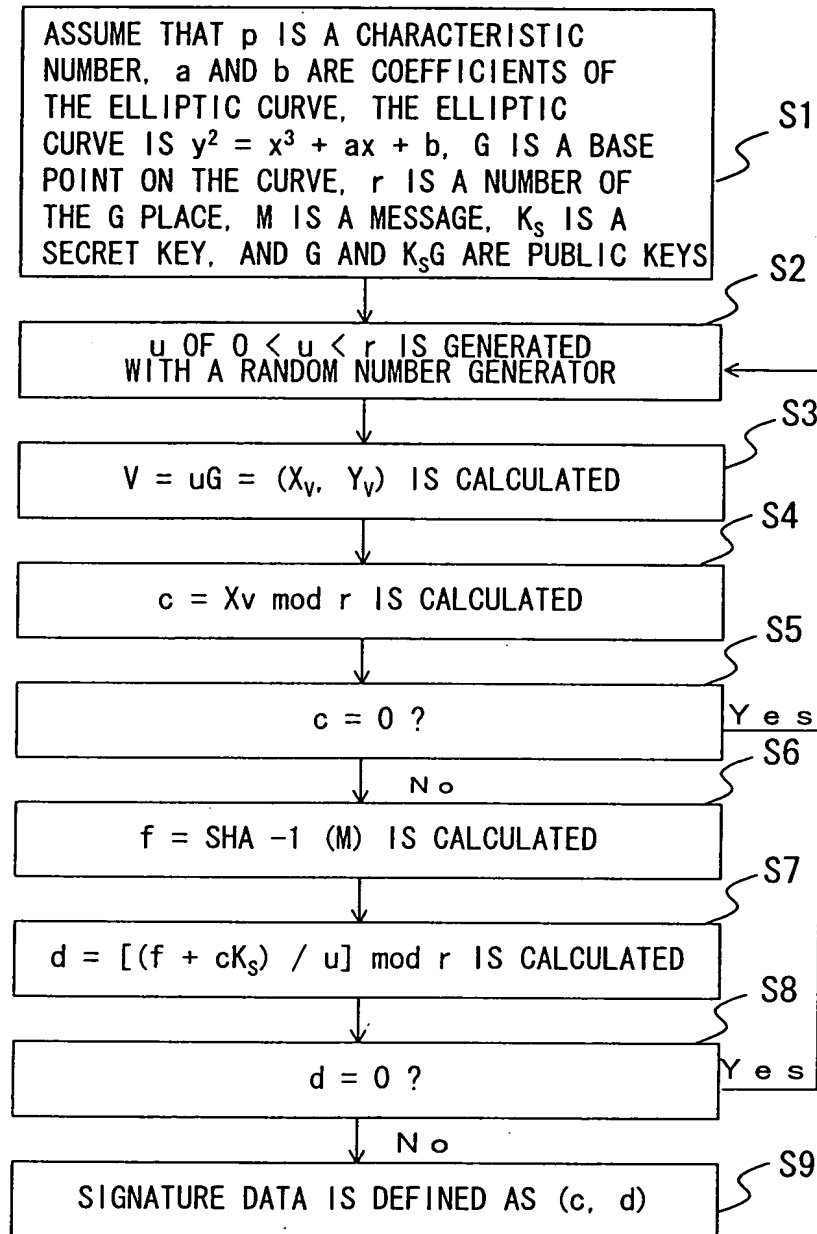 ASSUME THAT p IS A CHARACTERISTIC
NUMBER, a AND b ARE COEFFICIENTS OF
THE ELLIPTIC CURVE, THE ELLIPTIC
CURVE IS y² = x³ + ax + b, G IS A BASE
POINT ON THE CURVE, r IS A NUMBER OF
THE G PLACE, M IS A MESSAGE, Kₛ IS A
SECRET KEY, AND G AND KₛG ARE PUBLIC KEYS
S1
S2
u OF 0 < u < r IS GENERATED
WITH A RANDOM NUMBER GENERATOR
S3
V = uG = (Xᵥ, Yᵥ) IS CALCULATED
S4
c = Xv mod r IS CALCULATED
S5
c = 0 ?
Yes
No
S6
f = SHA -1 (M) IS CALCULATED
S7
d = [(f + cKₛ) / u] mod r IS CALCULATED
S8
d = 0 ?
Yes
No
S9
SIGNATURE DATA IS DEFINED AS (c, d)